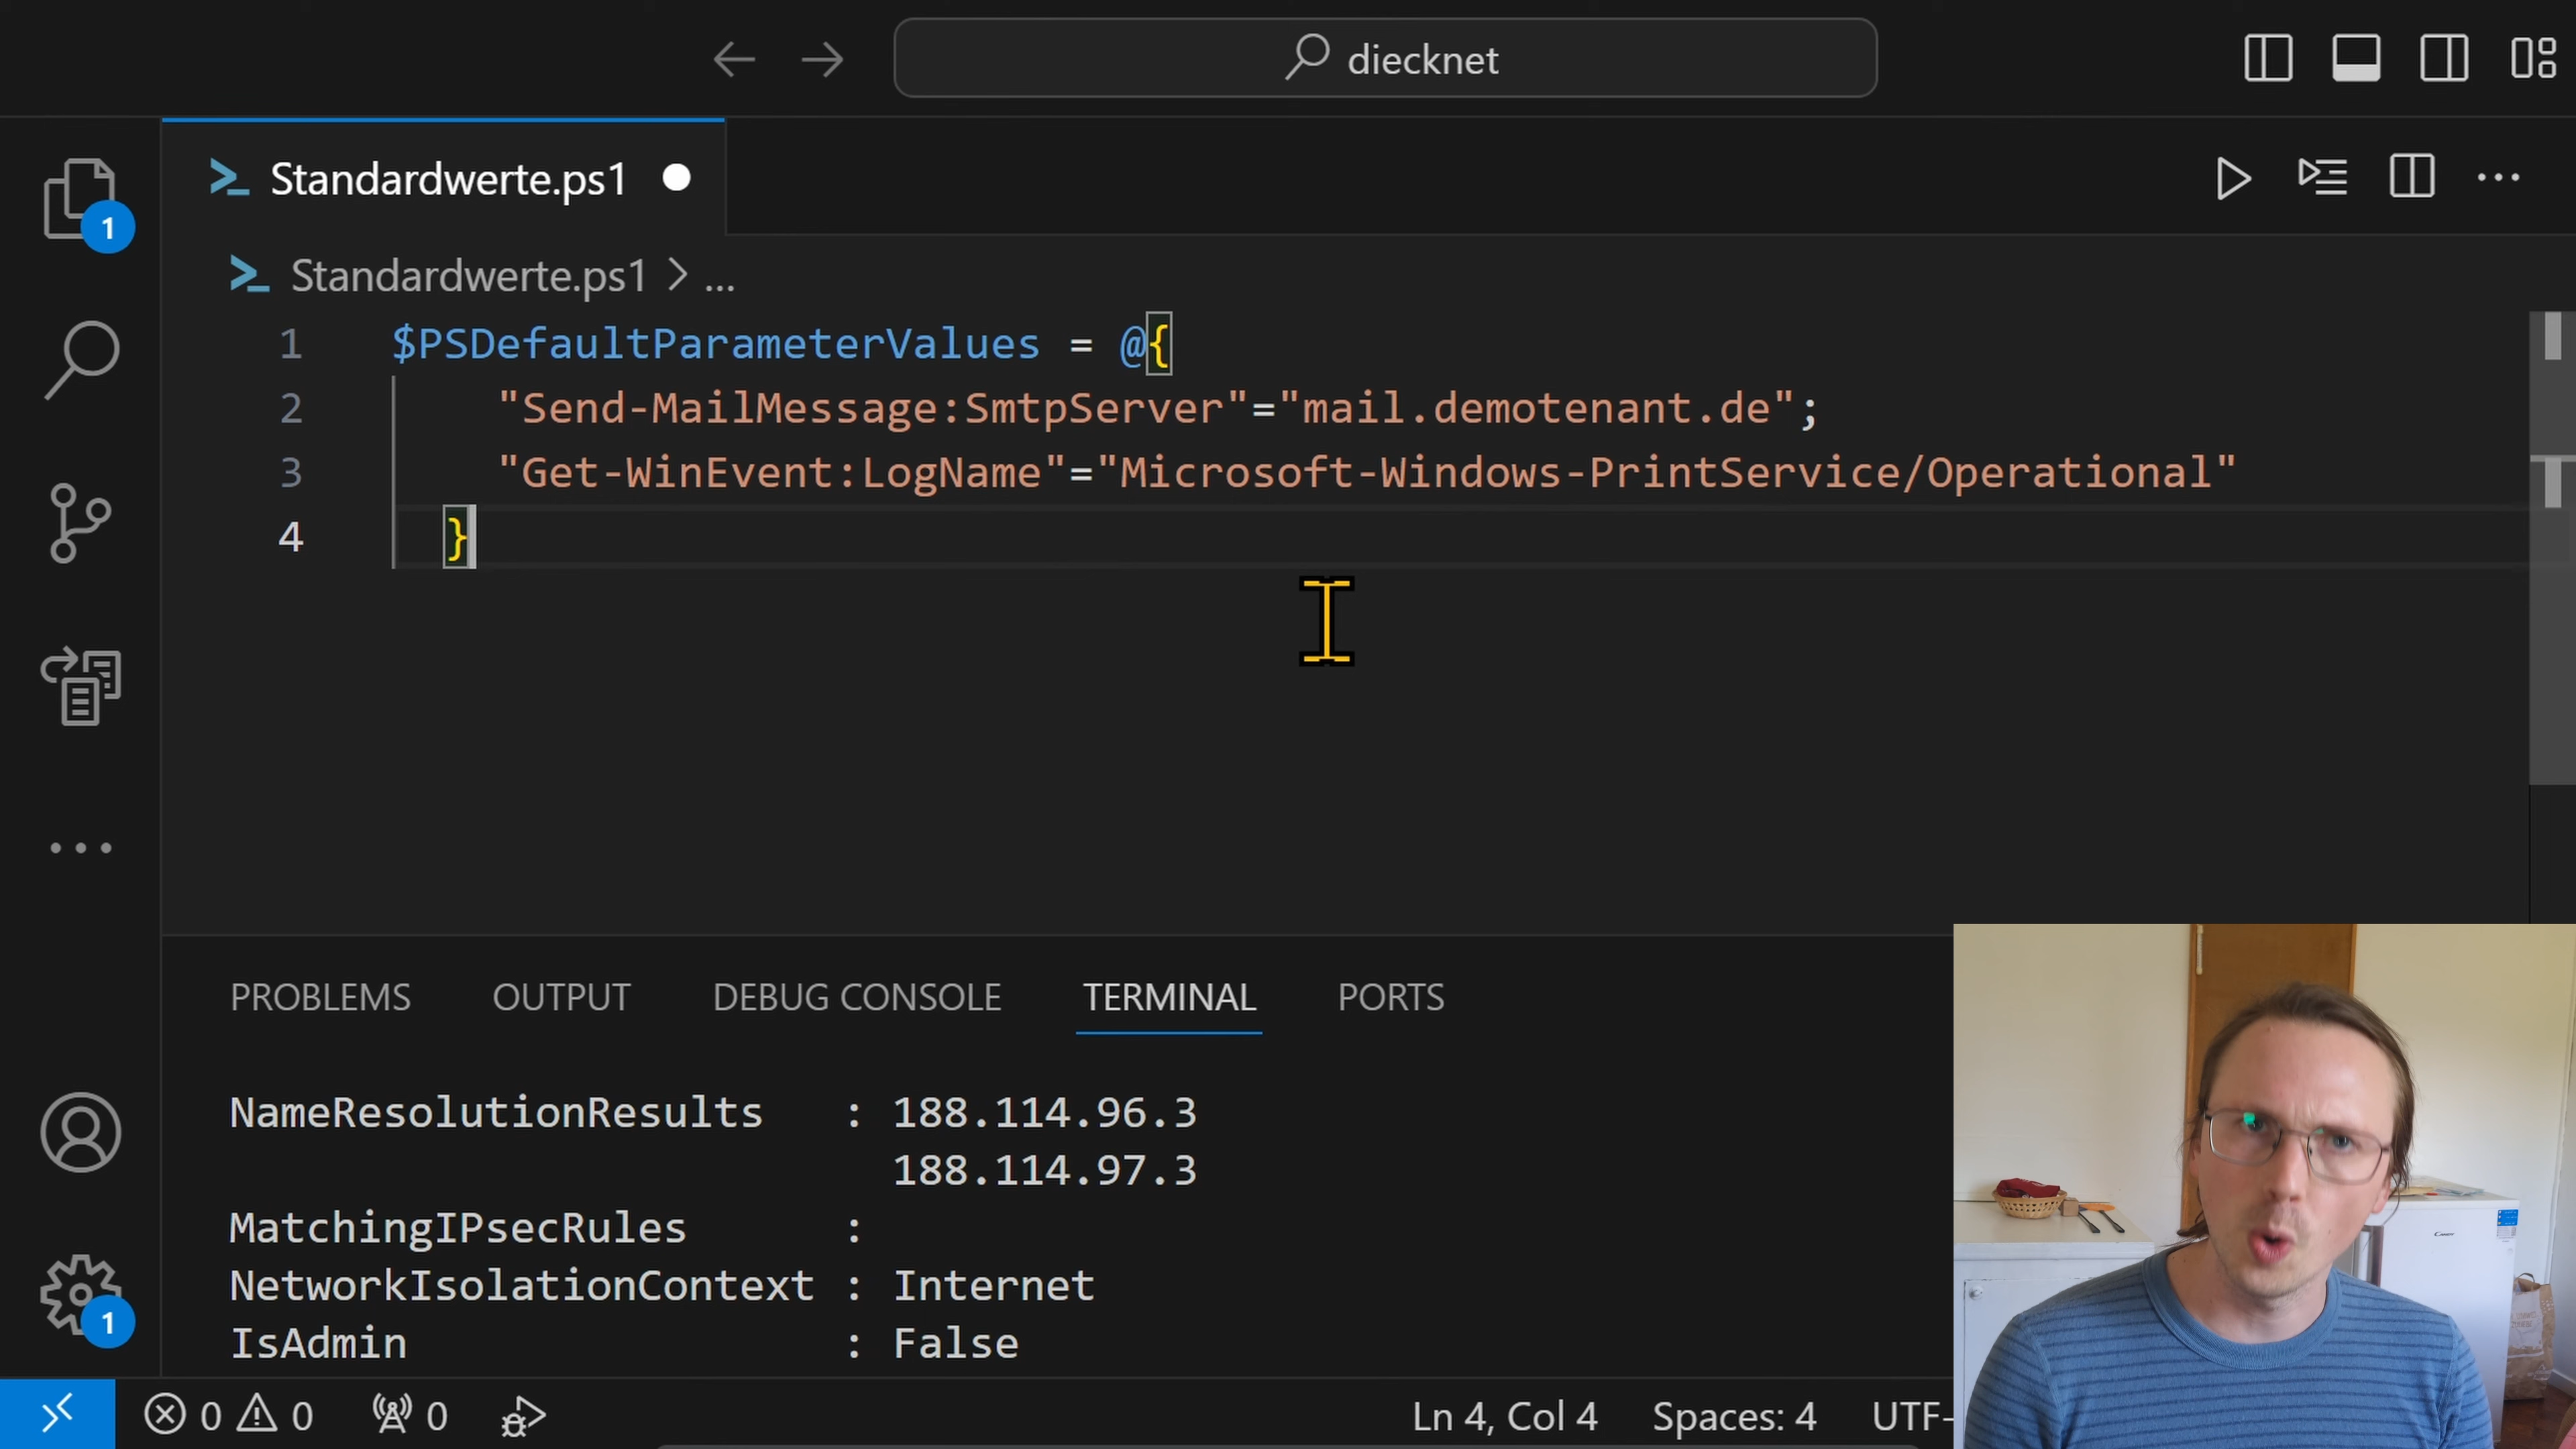 diecknet
Standardwerte.ps1
1
Standardwerte.ps1 > ...
1 $PSDefaultParameterValues = @{
2 "Send-MailMessage:SmtpServer"="mail.demotenant.de";
3 "Get-WinEvent:LogName"="Microsoft-Windows-PrintService/Operational"
4 }
PROBLEMS OUTPUT DEBUG CONSOLE TERMINAL PORTS
NameResolutionResults : 188.114.96.3
188.114.97.3
MatchingIPsecRules :
NetworkIsolationContext : Internet
IsAdmin : False
1
0 0 0 Ln 4, Col 4 Spaces: 4 UTF-